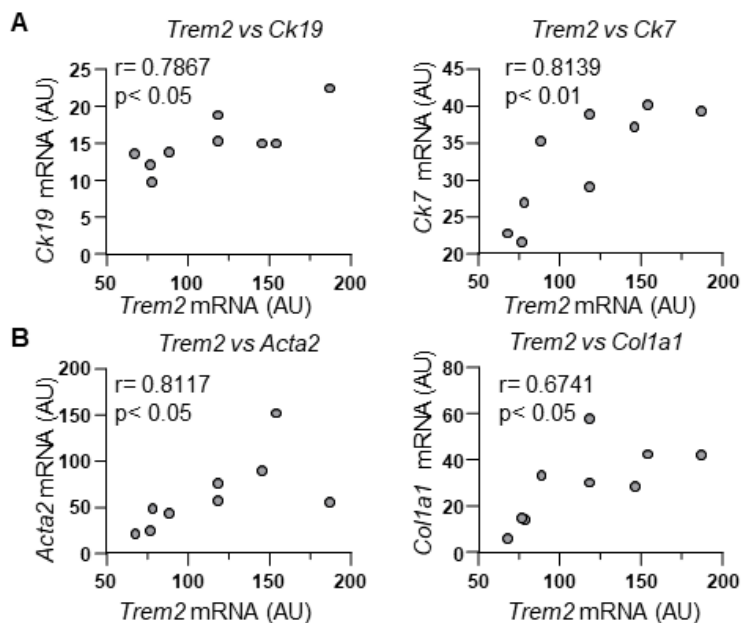 A
Trem2 vs Ck19
r= 0.7867
p< 0.05
Ck19 mRNA (AU)
25
20
15
10
5
0
50 100 150 200
Trem2 mRNA (AU)
Trem2 vs Ck7
r= 0.8139
p< 0.01
Ck7 mRNA (AU)
45
40
35
30
25
20
50 100 150 200
Trem2 mRNA (AU)
B
Trem2 vs Acta2
r= 0.8117
p< 0.05
Acta2 mRNA (AU)
200
150
100
50
0
50 100 150 200
Trem2 mRNA (AU)
Trem2 vs Col1a1
r= 0.6741
p< 0.05
Col1a1 mRNA (AU)
80
60
40
20
0
50 100 150 200
Trem2 mRNA (AU)